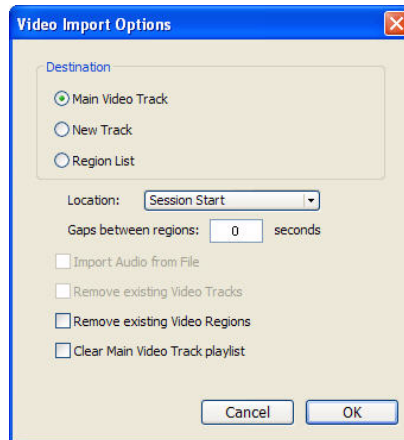 Video Import Options
Destination
Main Video Track
New Track
Region List
Location: Session Start
Gaps between regions: 0 seconds
Import Audio from File
Remove existing Video Tracks
Remove existing Video Regions
Clear Main Video Track playlist
Cancel OK